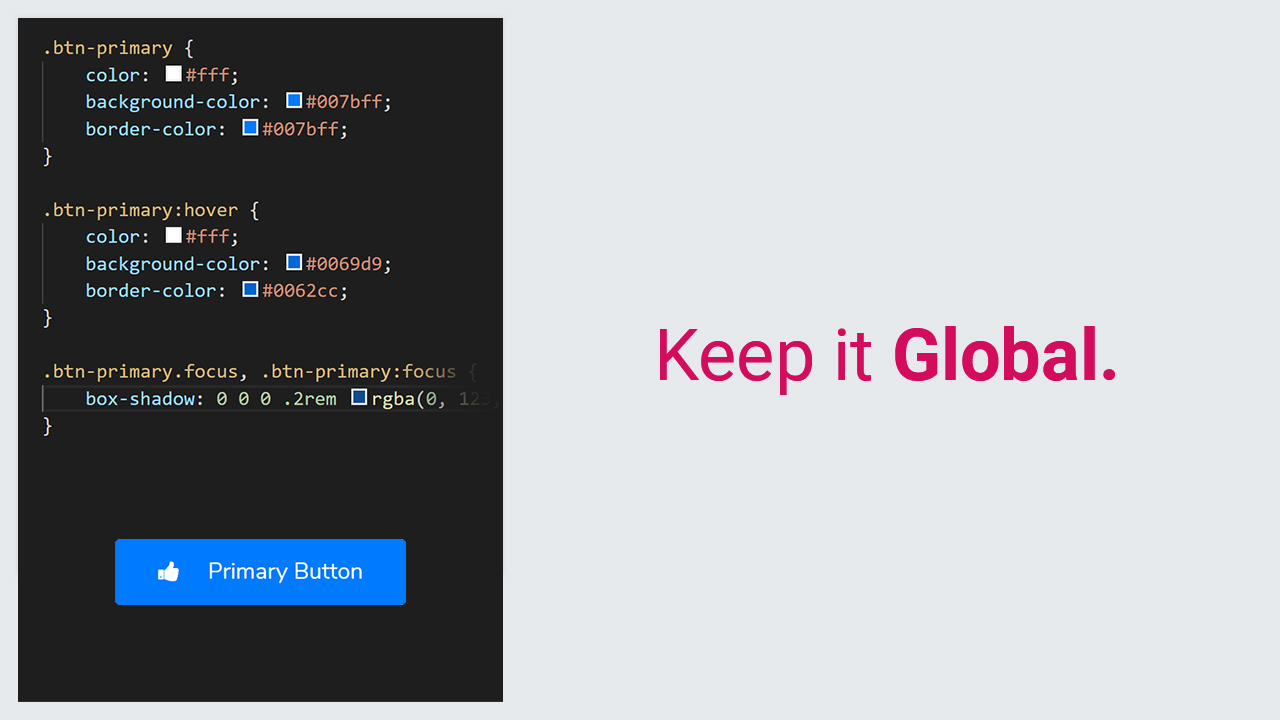 .btn-primary {
color: #fff;
background-color: #007bff;
border-color: #007bff;
}
.btn-primary:hover {
color: #fff;
background-color: #0069d9;
border-color: #0062cc;
}
.btn-primary.focus, .btn-primary:focus {
box-shadow: 0 0 0 .2rem rgba(0, 123,
}
Primary Button
Keep it Global.